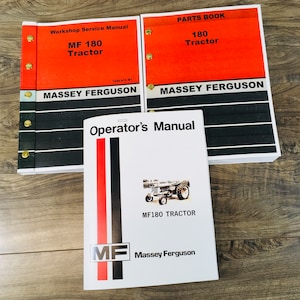 Workshop Service Manual
MF 180
Tractor
MASSEY FERGUSON
PARTS BOOK
180
Tractor
MASSEY FERGUSON
Operator's Manual
MF180 TRACTOR
MF Massey Ferguson